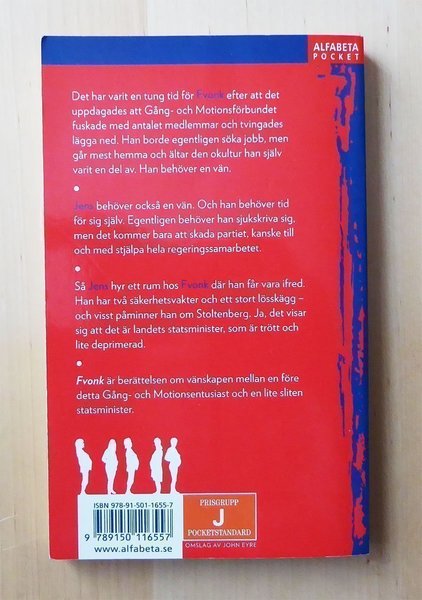 ALFABETA
POCKET
Det har varit en tung tid för Fvonk efter att det
uppdagades att Gång- och Motionsförbundet
fuskade med antalet medlemmar och tvingades
lägga ned. Han borde egentligen söka jobb, men
går mest hemma och ältar den okultur han själv
varit en del av. Han behöver en vän.
Jens behöver också en vän. Och han behöver tid
för sig själv. Egentligen behöver han sjukskriva sig,
men det kommer bara att skada partiet, kanske till
och med stjälpa hela regeringssamarbetet.
Så Jens hyr ett rum hos Fvonk där han får vara ifred.
Han har två säkerhetsvakter och ett stort lösskägg –
och visst påminner han om Stoltenberg. Ja, det visar
sig att det är landets statsminister, som är trött och
lite deprimerad.
Fvonk är berättelsen om vänskapen mellan en före
detta Gång- och Motionsentusiast och en lite sliten
statsminister.
ISBN 978-91-501-1655-7
9 789150 116557
www.alfabeta.se
PRISGRUPP
J
POCKETSTANDARD
OMSLAG AV JOHN EYRE